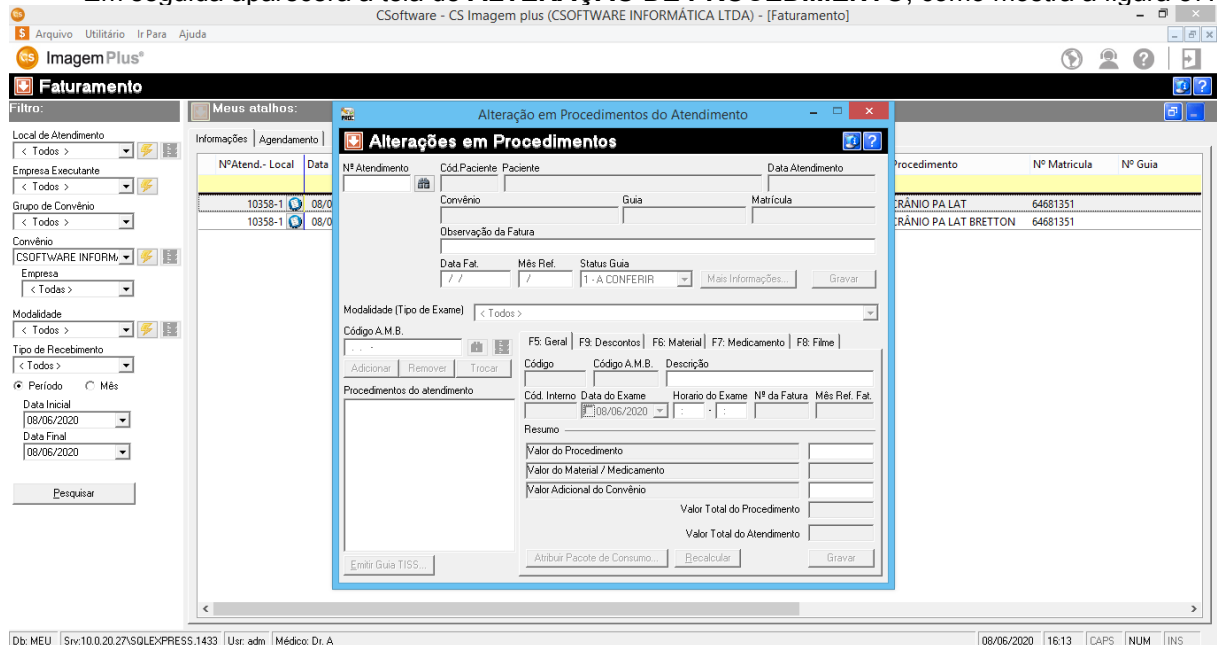 CSoftware - CS Imagem plus (CSOFTWARE INFORMÁTICA LTDA) - [Faturamento]
Arquivo Utilitário Ir Para Ajuda
cs ImagemPlus®
Faturamento
Filtro:
Meus atalhos:
Local de Atendimento
< Todos >
Empresa Executante
< Todos >
Grupo de Convênio
< Todos >
Convênio
CSOFTWARE INFORM
Empresa
< Todas >
Modalidade
< Todos >
Tipo de Recebimento
< Todos >
Período Mês
Data Inicial
08/06/2020
Data Final
08/06/2020
Pesquisar
Informações Agendamento
NºAtend.- Local Data Procedimento Nº Matricula Nº Guia
10358-1 08/0 CRÂNIO PA LAT 64681351
10358-1 08/0 CRÂNIO PA LAT BRETTON 64681351
Alteração em Procedimentos do Atendimento
Alterações em Procedimentos
Nº Atendimento Cód.Paciente Paciente Data Atendimento
Convênio Guia Matrícula
Observação da Fatura
Data Fat. Mês Ref. Status Guia
/ / / 1 - A CONFERIR Mais Informações... Gravar
Modalidade (Tipo de Exame) < Todos >
Código A.M.B.
. . -
Adicionar Remover Trocar
Procedimentos do atendimento
Emitir Guia TISS...
F5: Geral F9: Descontos F6: Material F7: Medicamento F8: Filme
Código Código A.M.B. Descrição
Cód. Interno Data do Exame Horario do Exame Nº da Fatura Mês Ref. Fat.
08/06/2020 : - :
Resumo
Valor do Procedimento
Valor do Material / Medicamento
Valor Adicional do Convênio
Valor Total do Procedimento
Valor Total do Atendimento
Atribuir Pacote de Consumo... Recalcular Gravar
Db: MEU Srv:10.0.20.27\SQLEXPRESS.1433 Usr: adm Médico: Dr. A 08/06/2020 16:13 CAPS NUM INS